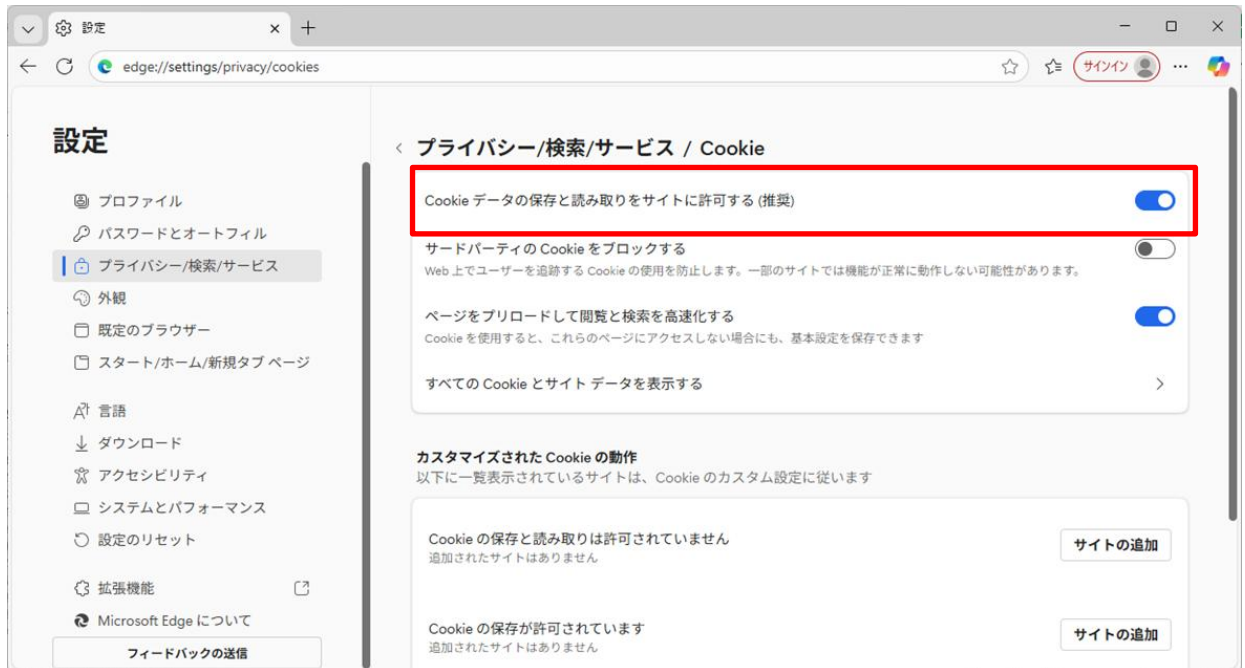 設定
edge://settings/privacy/cookies
サインイン
設定
プロファイル
パスワードとオートフィル
プライバシー/検索/サービス
外観
既定のブラウザー
スタート/ホーム/新規タブ ページ
言語
ダウンロード
アクセシビリティ
システムとパフォーマンス
設定のリセット
拡張機能
Microsoft Edge について
フィードバックの送信
プライバシー/検索/サービス / Cookie
Cookie データの保存と読み取りをサイトに許可する (推奨)
サードパーティの Cookie をブロックする
Web 上でユーザーを追跡する Cookie の使用を防止します。一部のサイトでは機能が正常に動作しない可能性があります。
ページをプリロードして閲覧と検索を高速化する
Cookie を使用すると、これらのページにアクセスしない場合にも、基本設定を保存できます
すべての Cookie とサイト データを表示する
カスタマイズされた Cookie の動作
以下に一覧表示されているサイトは、Cookie のカスタム設定に従います
Cookie の保存と読み取りは許可されていません
追加されたサイトはありません
サイトの追加
Cookie の保存が許可されています
追加されたサイトはありません
サイトの追加